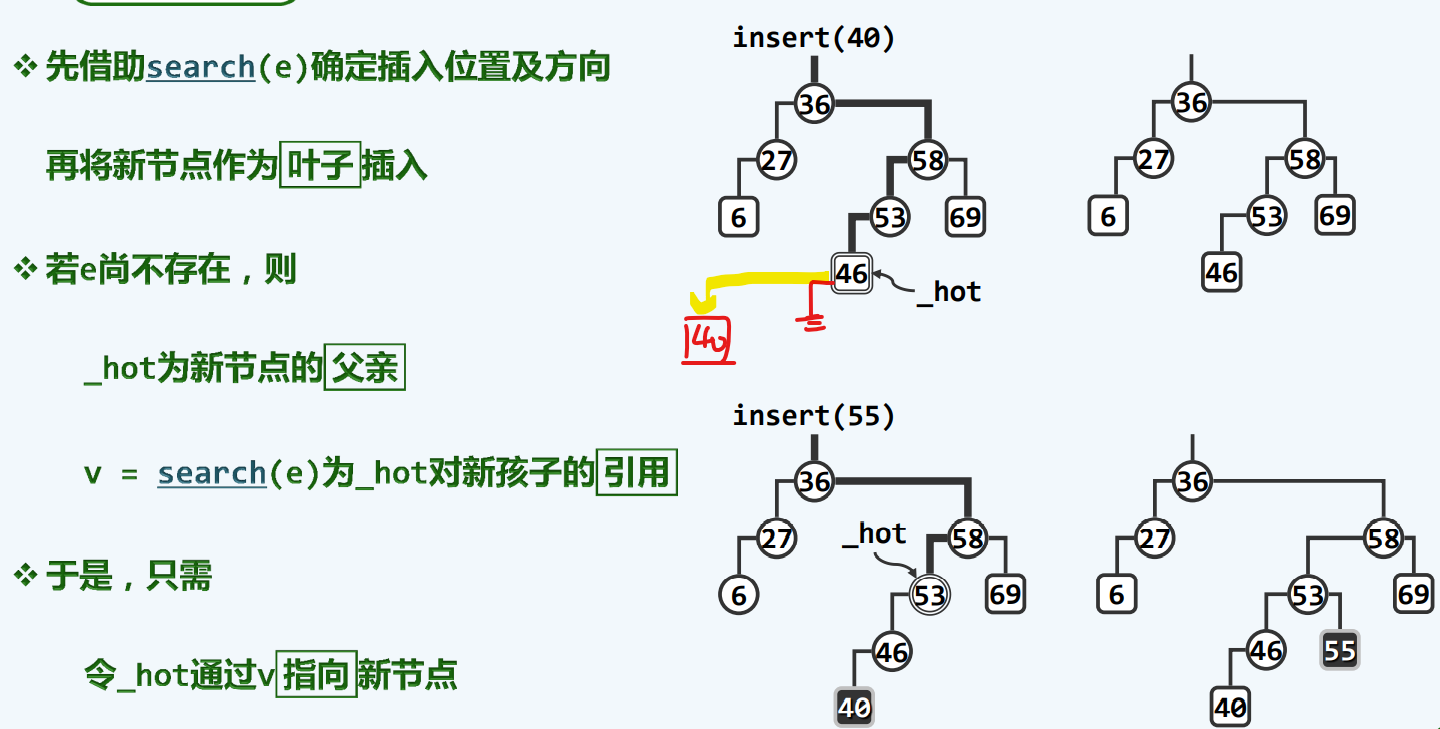 ❖ 先借助search(e)确定插入位置及方向
再将新节点作为叶子插入
❖ 若e尚不存在，则
_hot为新节点的父亲
v = search(e)为_hot对新孩子的引用
❖ 于是，只需
令_hot通过v指向新节点
insert(40)
36
27
58
6
53
69
46
_hot
36
27
58
6
53
69
46
insert(55)
36
_hot
27
58
6
53
69
46
40
36
27
58
6
53
69
46
55
40